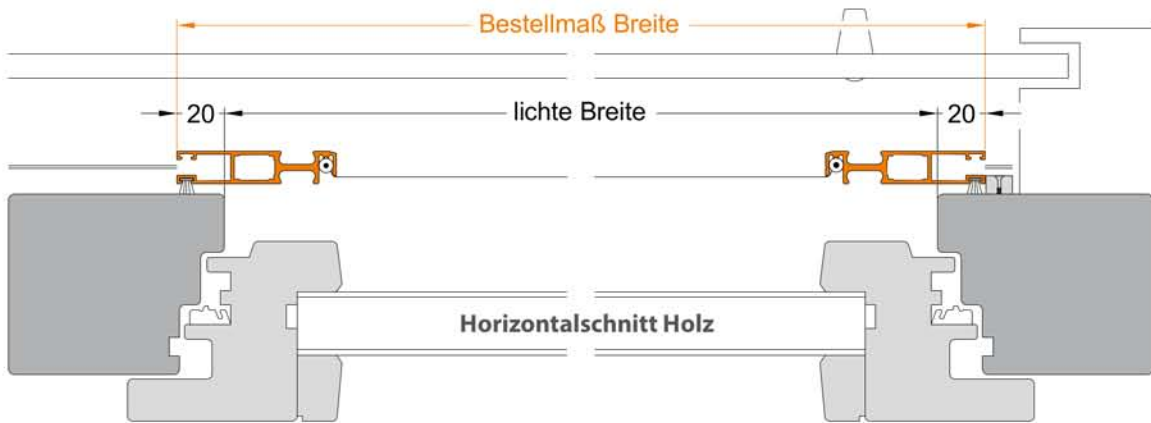 Bestellmaß Breite
20 lichte Breite 20
Horizontalschnitt Holz